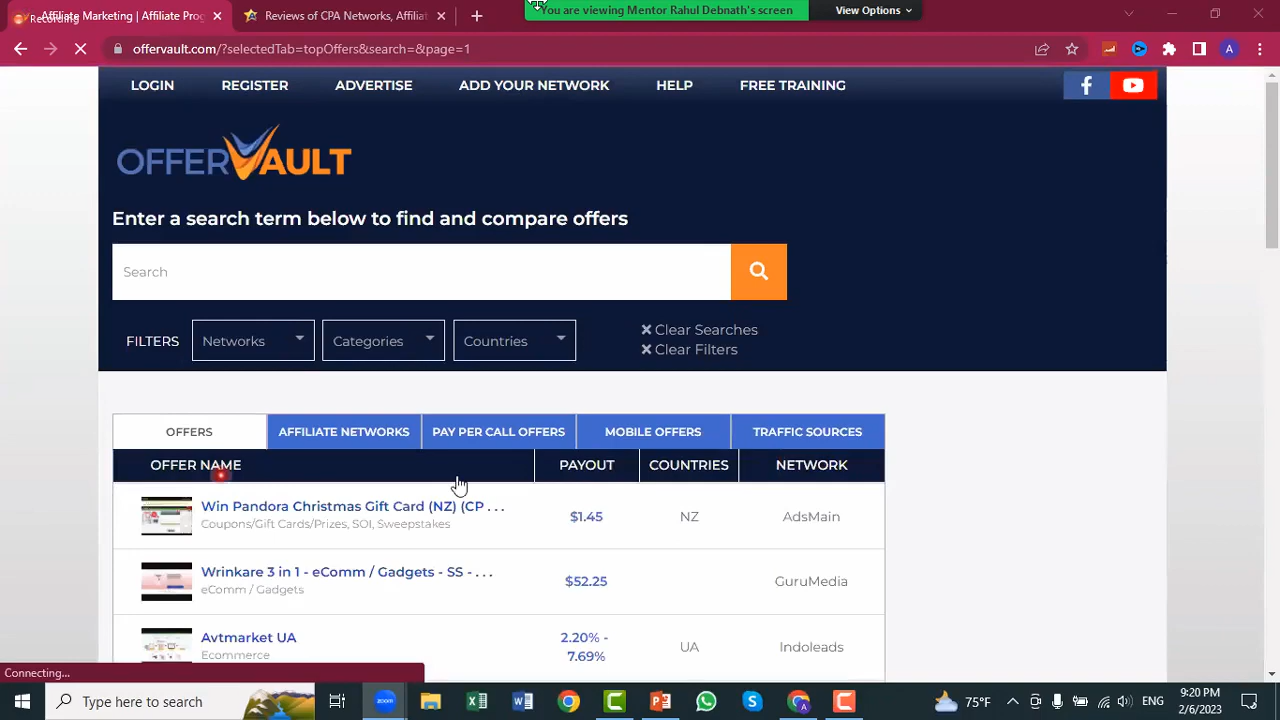 Affiliate Marketing | Affiliate Prog
Recording
Reviews of CPA Networks, Affiliat
You are viewing Mentor Rahul Debnath's screen
View Options
offervault.com/?selectedTab=topOffers&search=&page=1
A
LOGIN
REGISTER
ADVERTISE
ADD YOUR NETWORK
HELP
FREE TRAINING
OFFERVAULT
Enter a search term below to find and compare offers
Search
FILTERS
Networks
Categories
Countries
Clear Searches
Clear Filters
OFFERS
AFFILIATE NETWORKS
PAY PER CALL OFFERS
MOBILE OFFERS
TRAFFIC SOURCES
OFFER NAME
PAYOUT
COUNTRIES
NETWORK
Win Pandora Christmas Gift Card (NZ) (CP . . .
Coupons/Gift Cards/Prizes, SOI, Sweepstakes
$1.45
NZ
AdsMain
Wrinkare 3 in 1 - eComm / Gadgets - SS - . . .
eComm / Gadgets
$52.25
GuruMedia
Avtmarket UA
Ecommerce
2.20% -
7.69%
UA
Indoleads
Connecting...
Type here to search
zoom
75°F
ENG
9:20 PM
2/6/2023